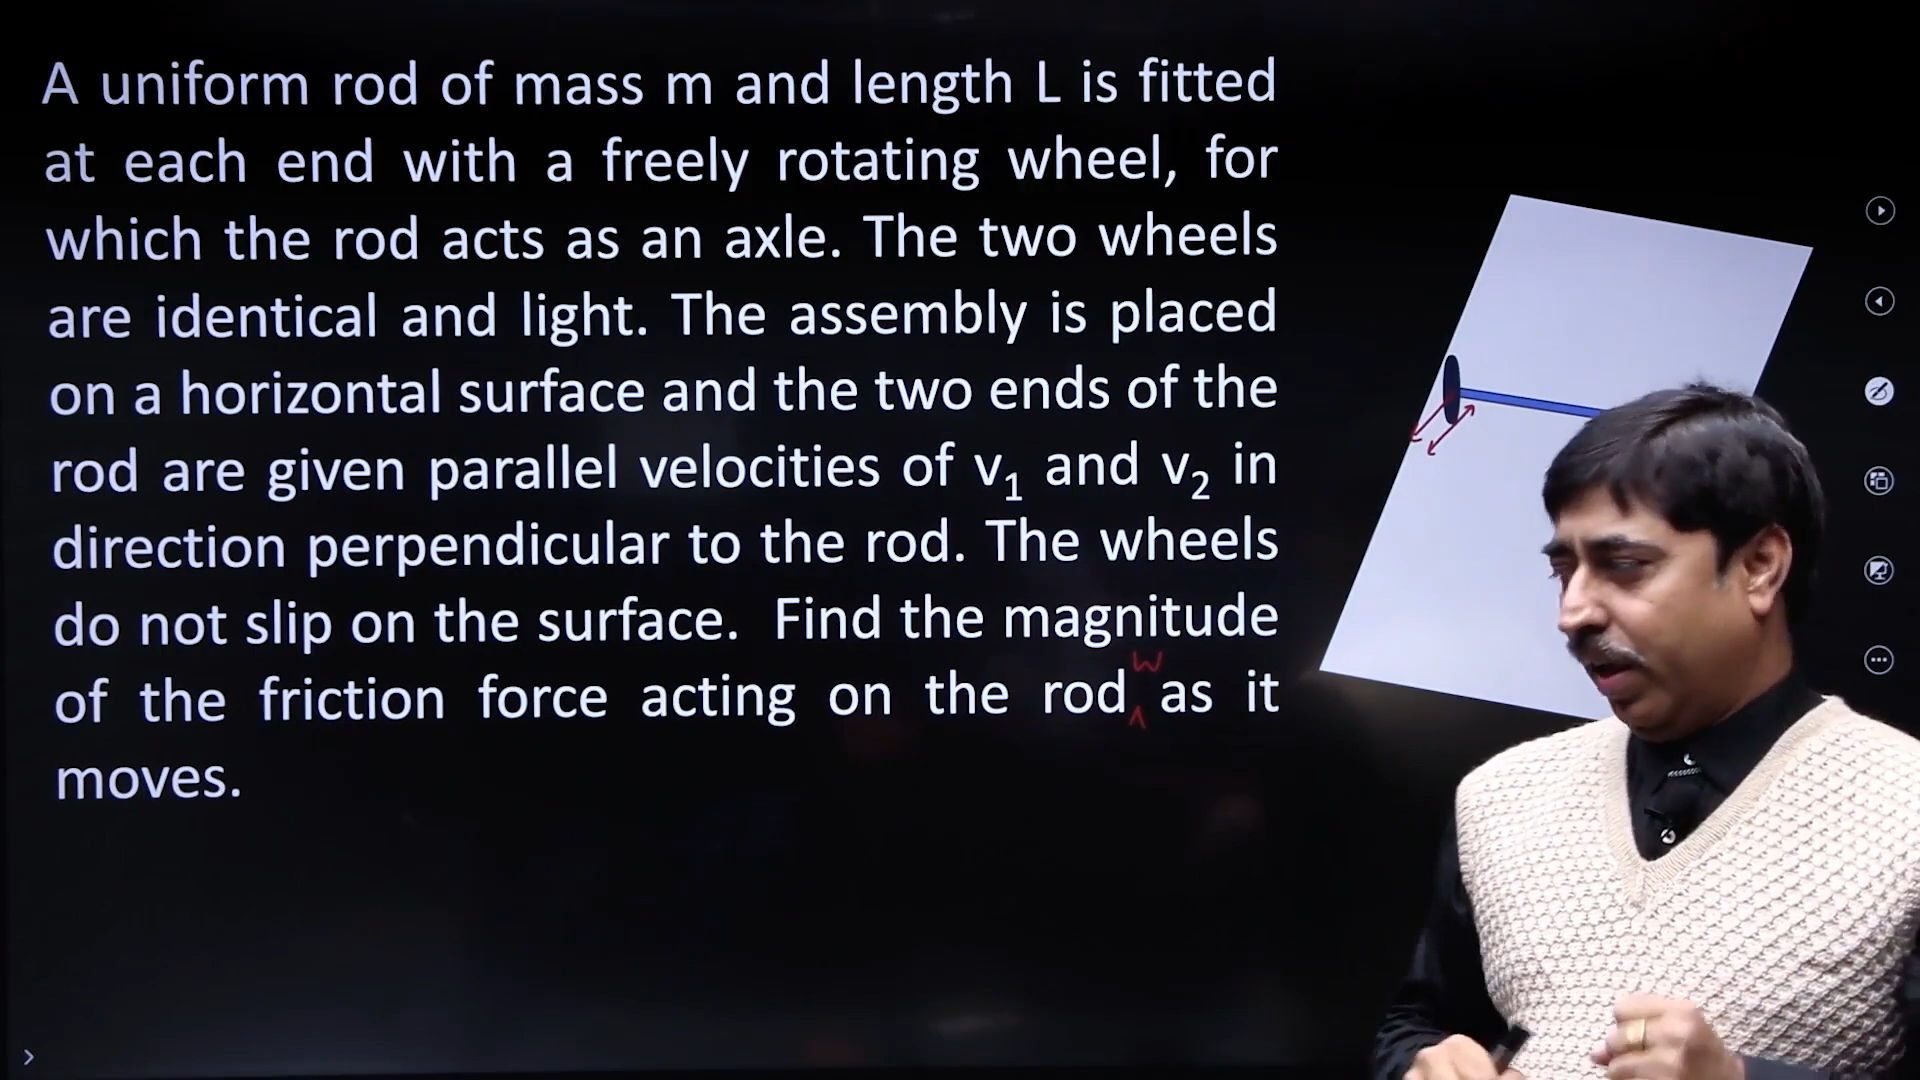 A uniform rod of mass m and length L is fitted
at each end with a freely rotating wheel, for
which the rod acts as an axle. The two wheels
are identical and light. The assembly is placed
on a horizontal surface and the two ends of the
rod are given parallel velocities of v₁ and v₂ in
direction perpendicular to the rod. The wheels
do not slip on the surface. Find the magnitude
w
of the friction force acting on the rod as it
moves.